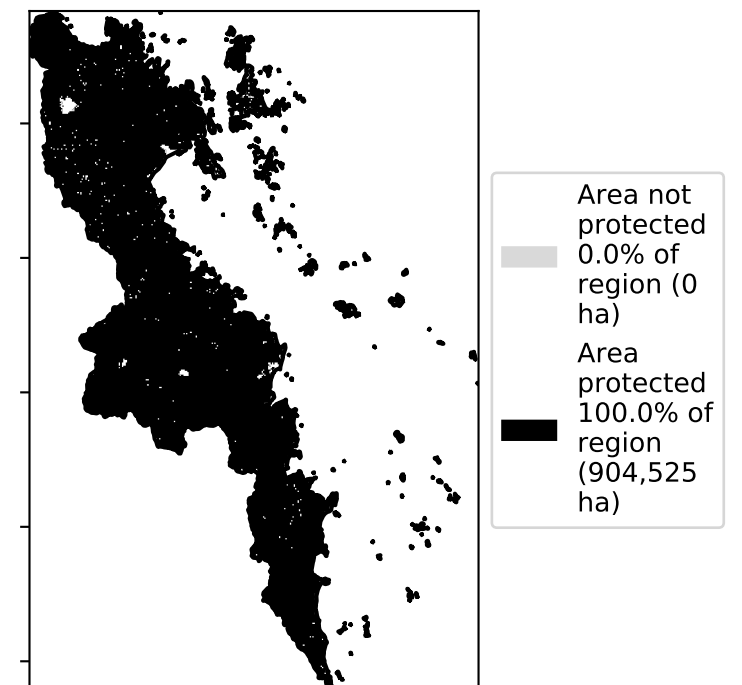 Area not
protected
0.0% of
region (0
ha)
Area
protected
100.0% of
region
(904,525
ha)